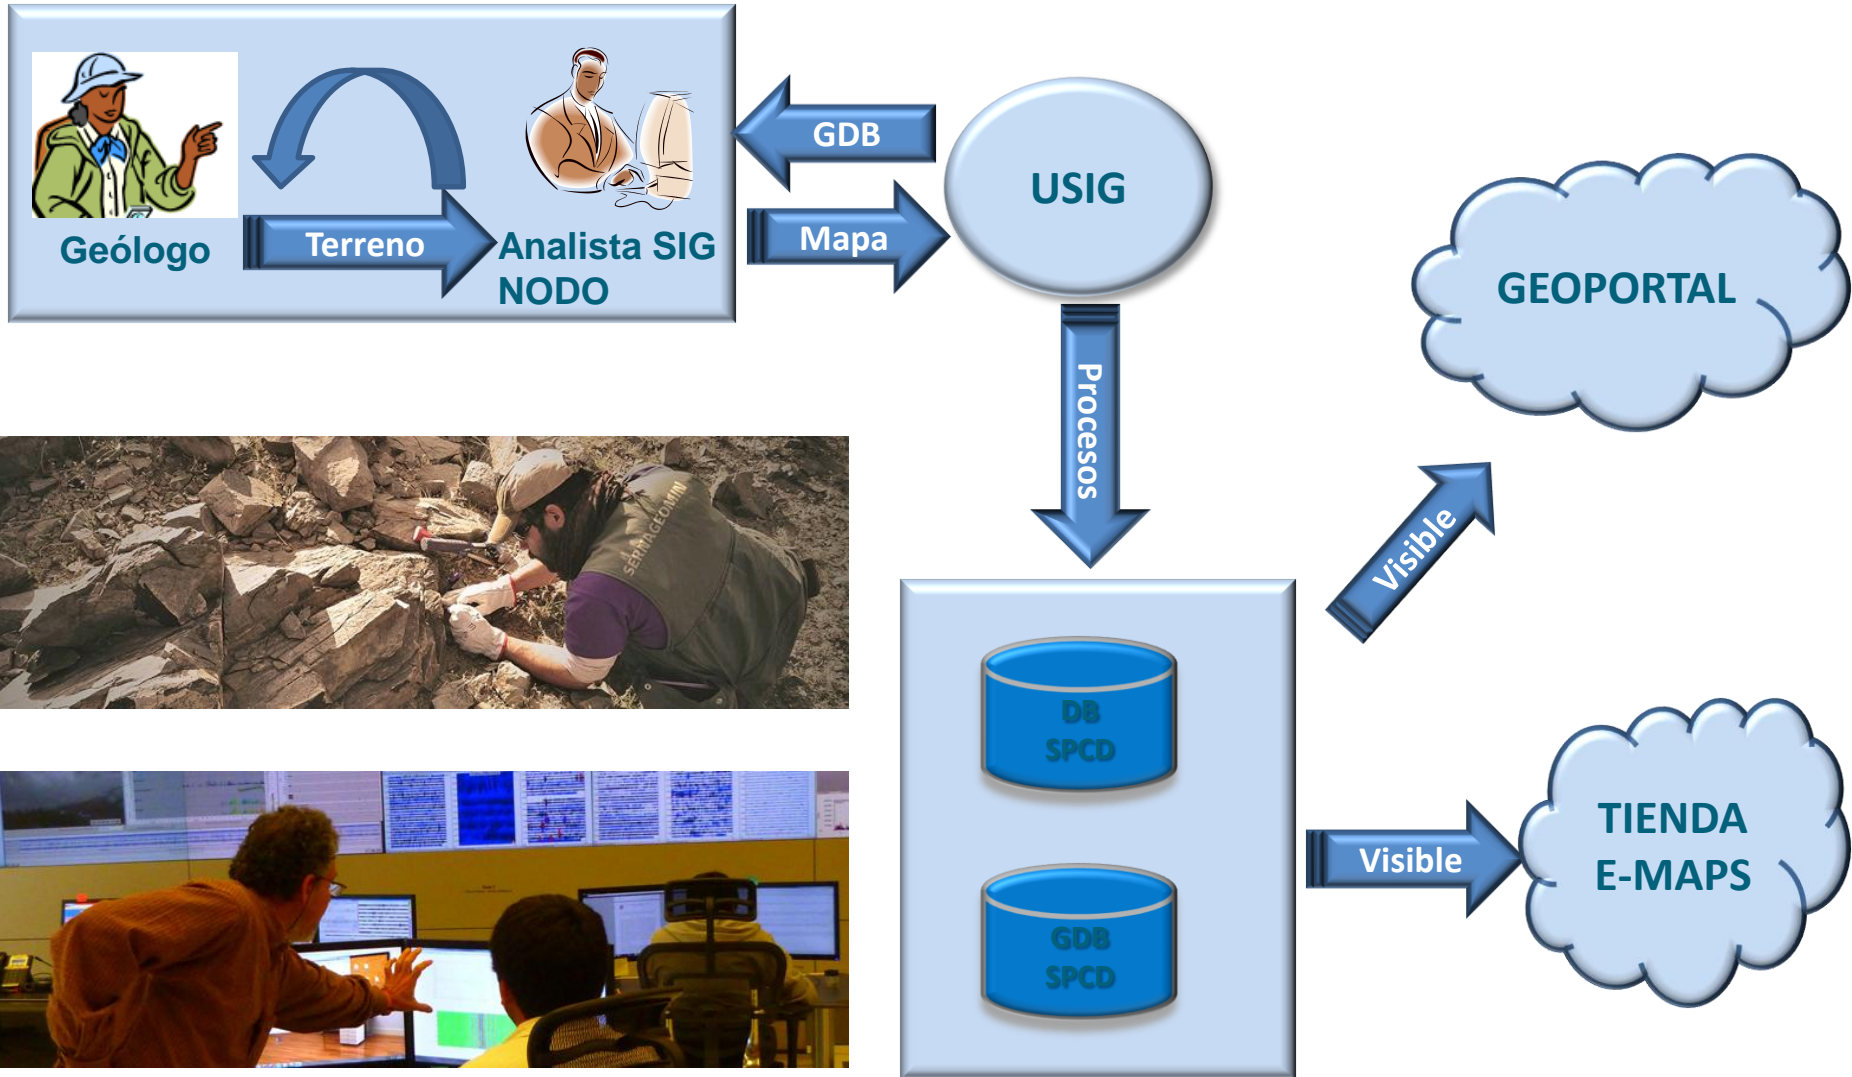 Geólogo
Terreno
Analista SIG
NODO
GDB
Mapa
USIG
GEOPORTAL
Procesos
SERNAGEOMIN
Visible
DB
SPCD
GDB
SPCD
Visible
TIENDA
E-MAPS